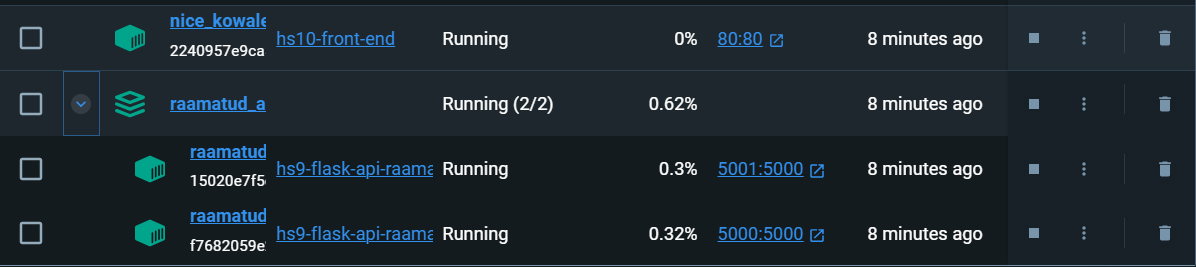 nice_kowale
2240957e9ca
hs10-front-end
Running
0%
80:80
8 minutes ago
raamatud_a
Running (2/2)
0.62%
8 minutes ago
raamatud
15020e7f5
hs9-flask-api-raama
Running
0.3%
5001:5000
8 minutes ago
raamatud
f7682059e
hs9-flask-api-raama
Running
0.32%
5000:5000
8 minutes ago